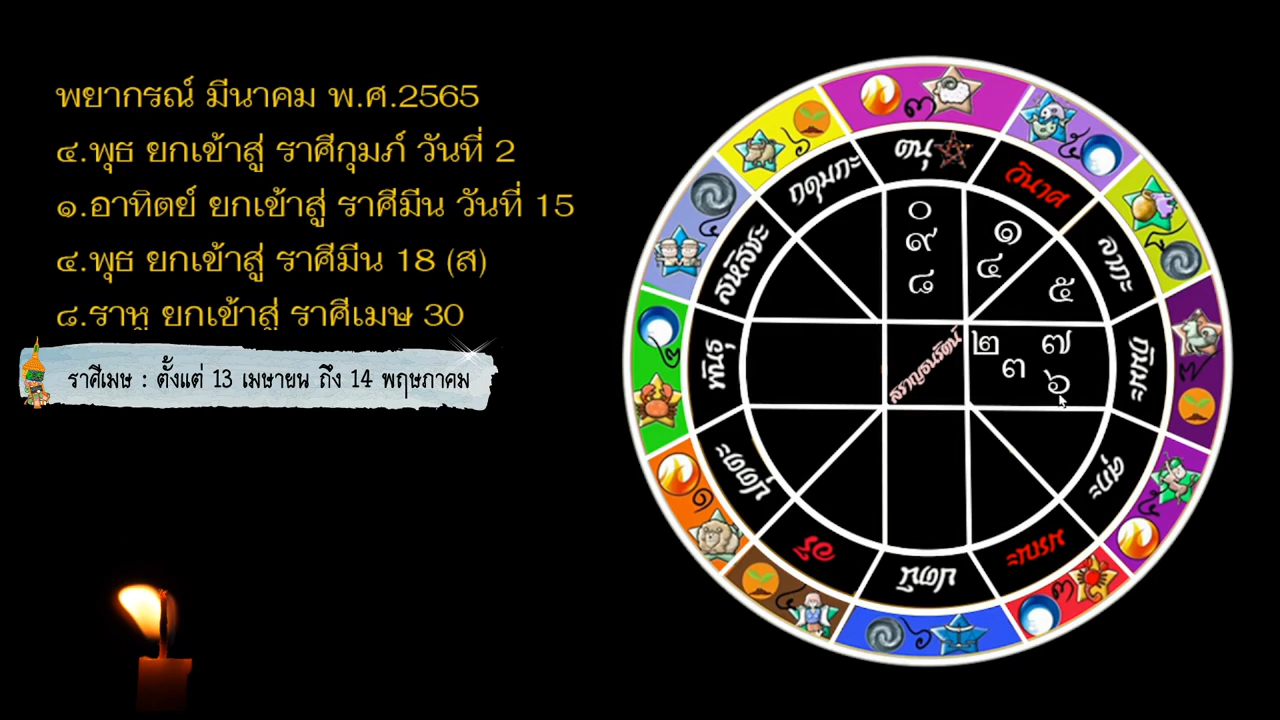 พยากรณ์ มีนาคม พ.ศ.2565
๔.พุธ ยกเข้าสู่ ราศีกุมภ์ วันที่ 2
๑.อาทิตย์ ยกเข้าสู่ ราศีมีน วันที่ 15
๔.พุธ ยกเข้าสู่ ราศีมีน 18 (ส)
๘.ราหู ยกเข้าสู่ ราศีเมษ 30
ราศีเมษ : ตั้งแต่ 13 เมษายน ถึง 14 พฤษภาคม
๓
๖
ตนุ
วินาศ
กดุมภะ
ลาภะ
สหัสชะ
๐
๙
๘
๑
๔
๕
๒ ๗
๓ ๖
กัมมะ
พันธุ
๒
ปุตตะ
ศุภะ
๑
อริ
ปัตนิ
มรณะ
๓
๖